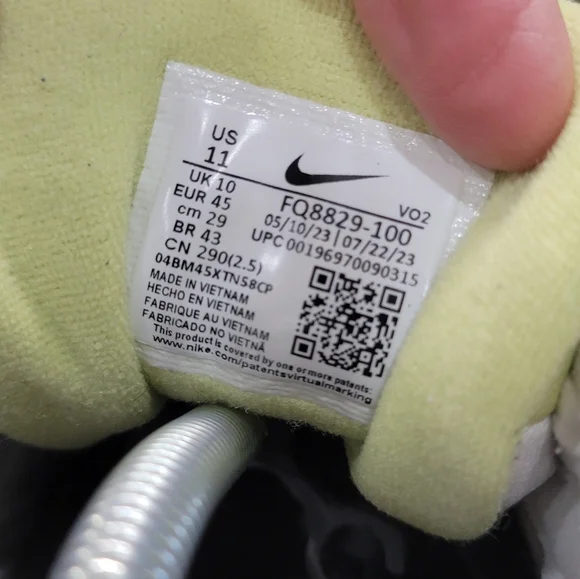 US
11
UK 10
EUR 45
cm 29
BR 43
CN 290(2.5)
04BM45XTN58CP
VO2
FQ8829-100
05/10/23 | 07/22/23
UPC 00196970090315
MADE IN VIETNAM
HECHO EN VIETNAM
FABRIQUE AU VIETNAM
FABRICADO NO VIETNÃ
This product is covered by one or more patents:
www.nike.com/patentsvirtualmarking